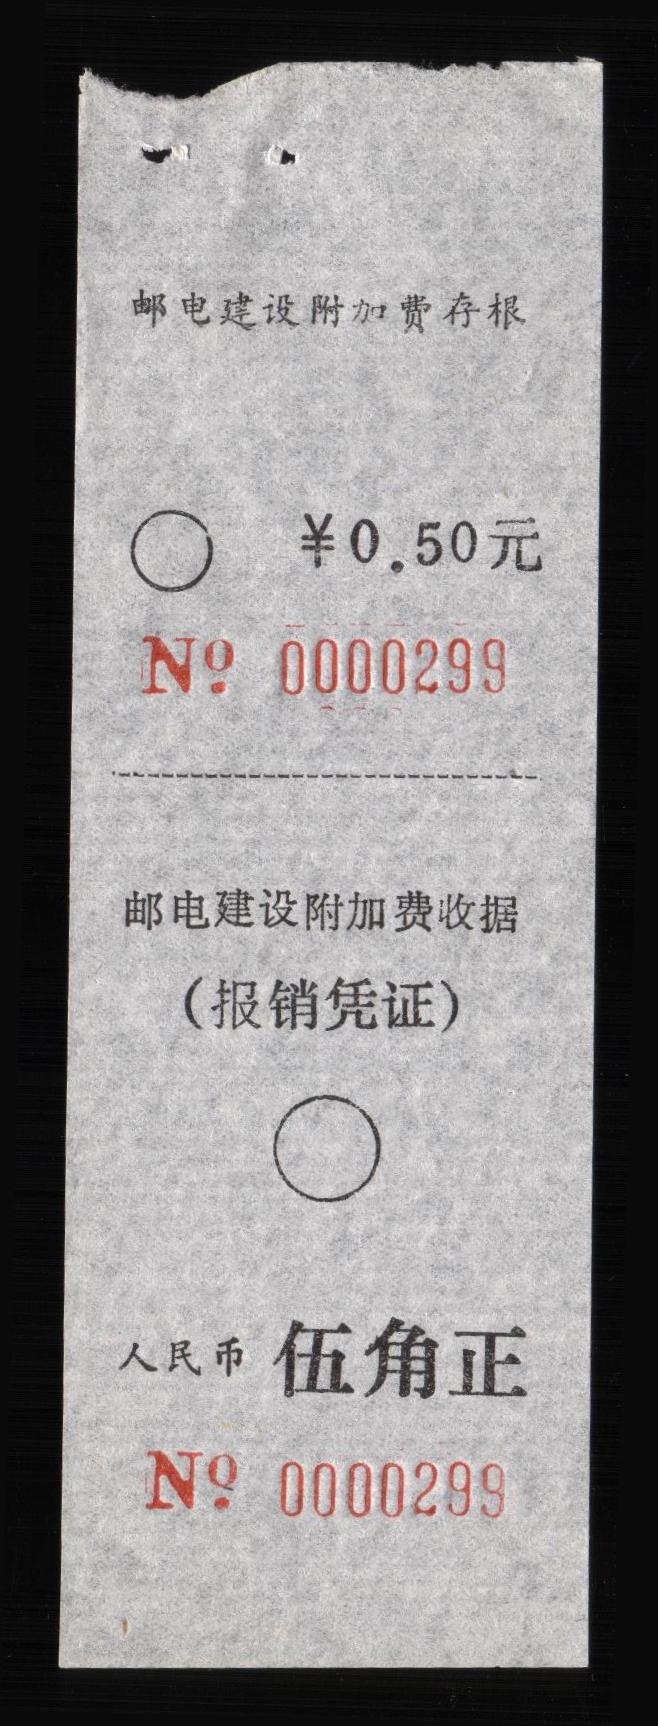 邮电建设附加费存根
¥0.50元
No. 0000299
邮电建设附加费收据
(报销凭证)
人民币 伍角正
No. 0000299